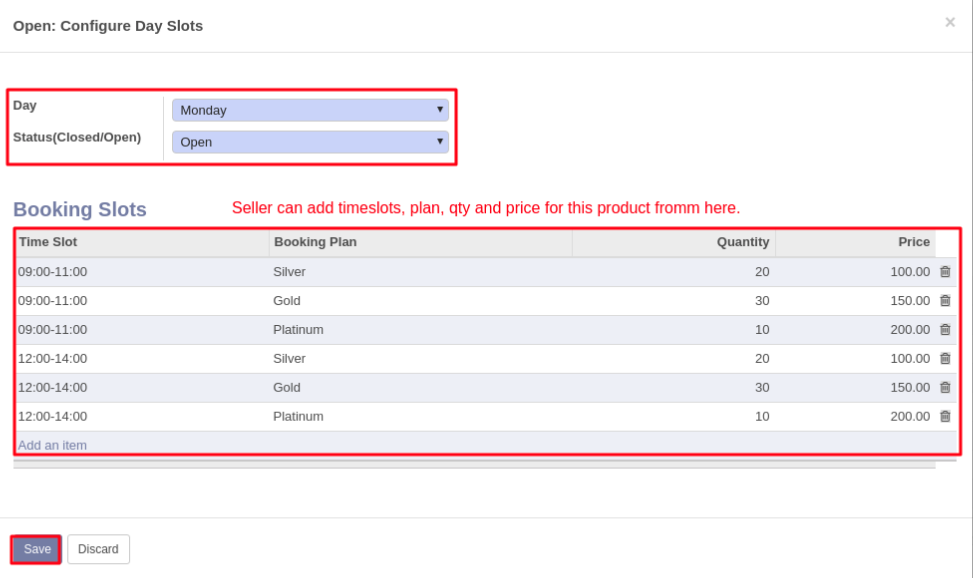 Open: Configure Day Slots ×
Day Monday
Status(Closed/Open) Open
Booking Slots Seller can add timeslots, plan, qty and price for this product fromm here.
Time Slot Booking Plan Quantity Price
09:00-11:00 Silver 20 100.00
09:00-11:00 Gold 30 150.00
09:00-11:00 Platinum 10 200.00
12:00-14:00 Silver 20 100.00
12:00-14:00 Gold 30 150.00
12:00-14:00 Platinum 10 200.00
Add an item
Save Discard